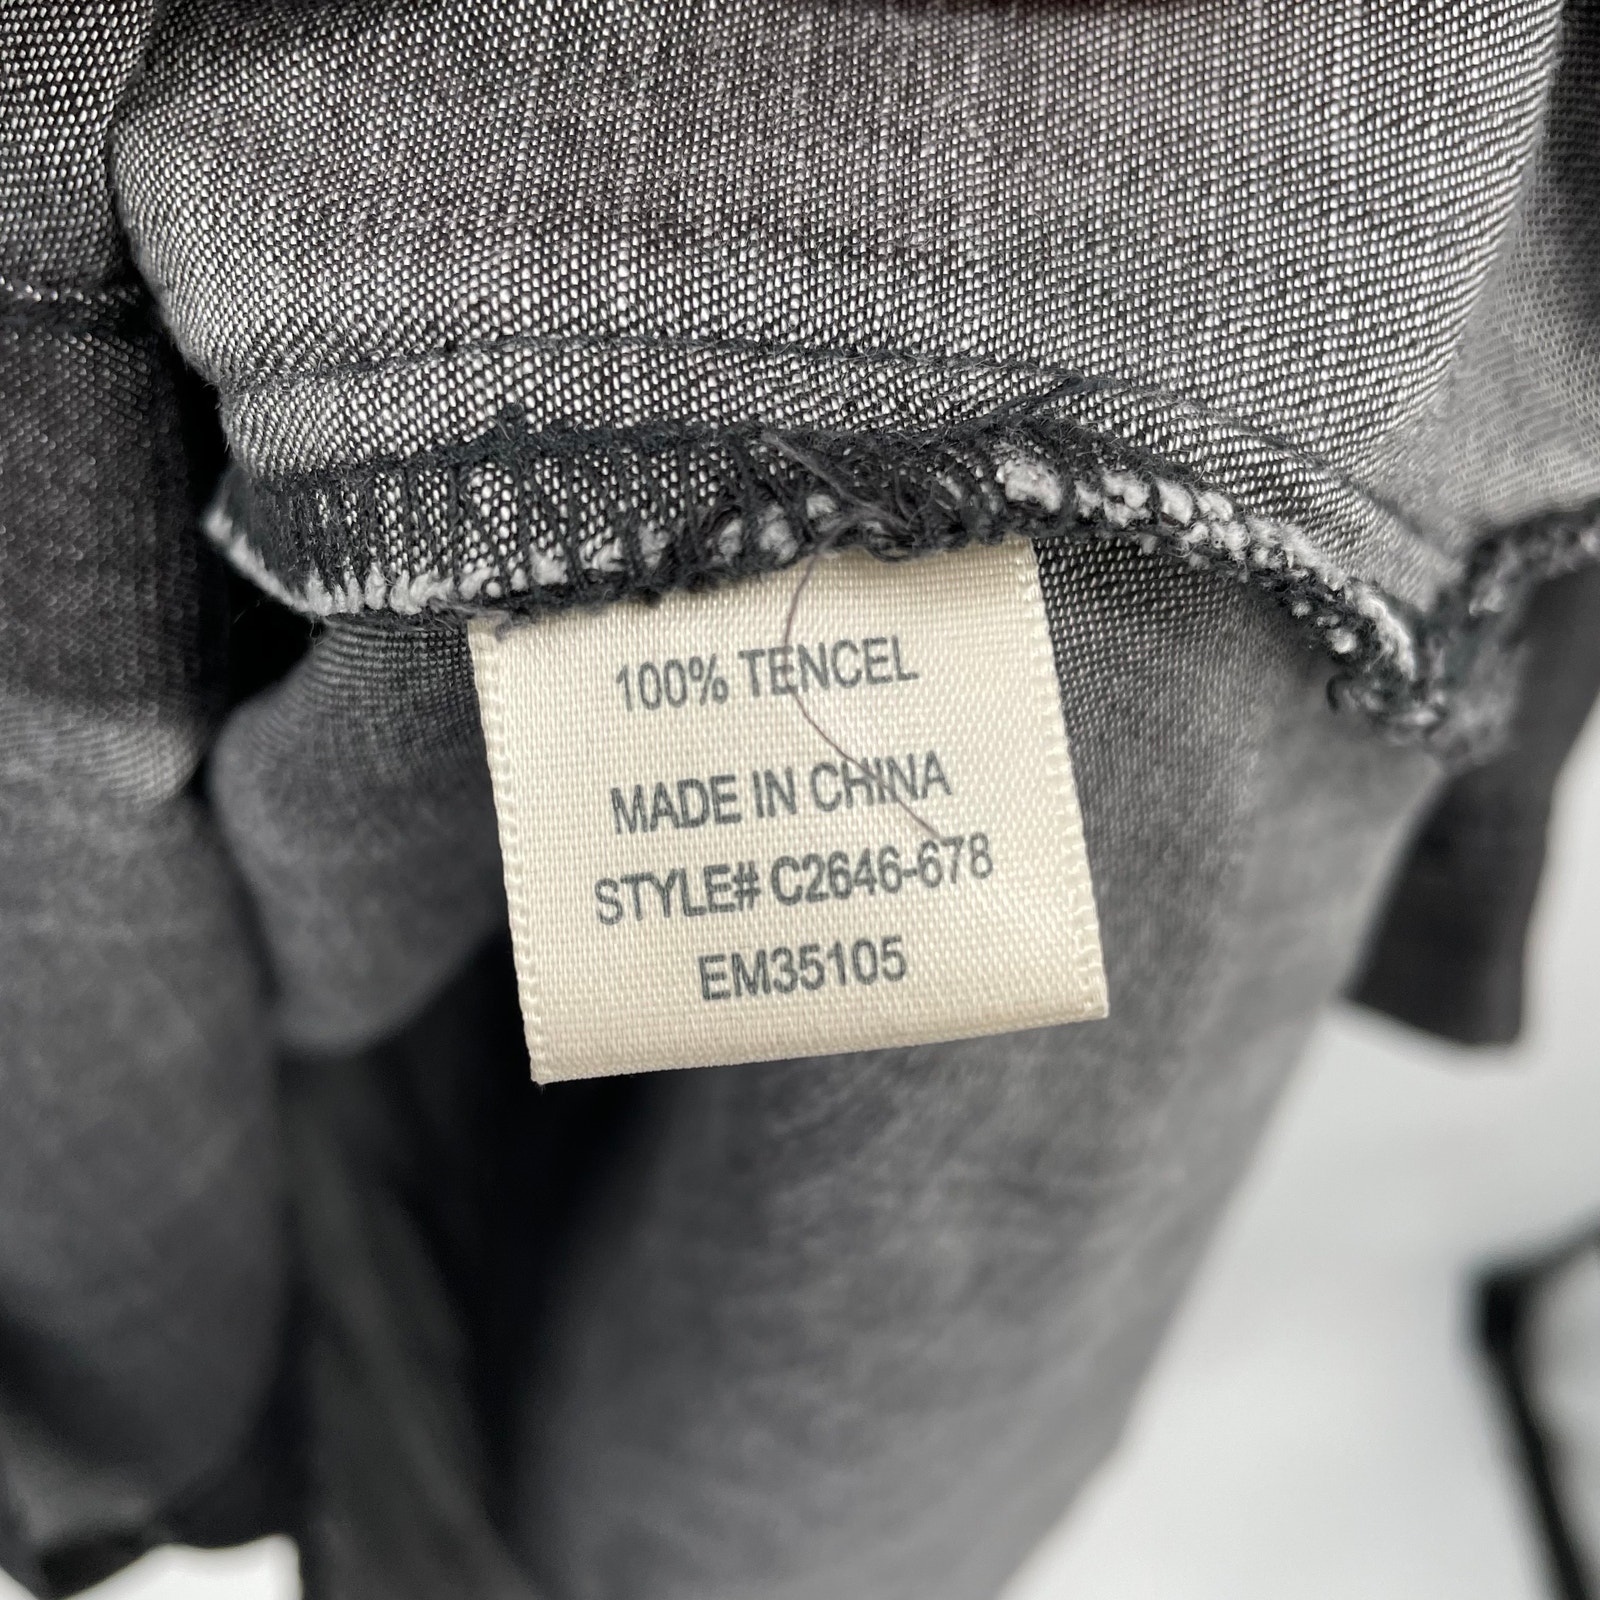 100% TENCEL
MADE IN CHINA
STYLE# C2646-678
EM35105